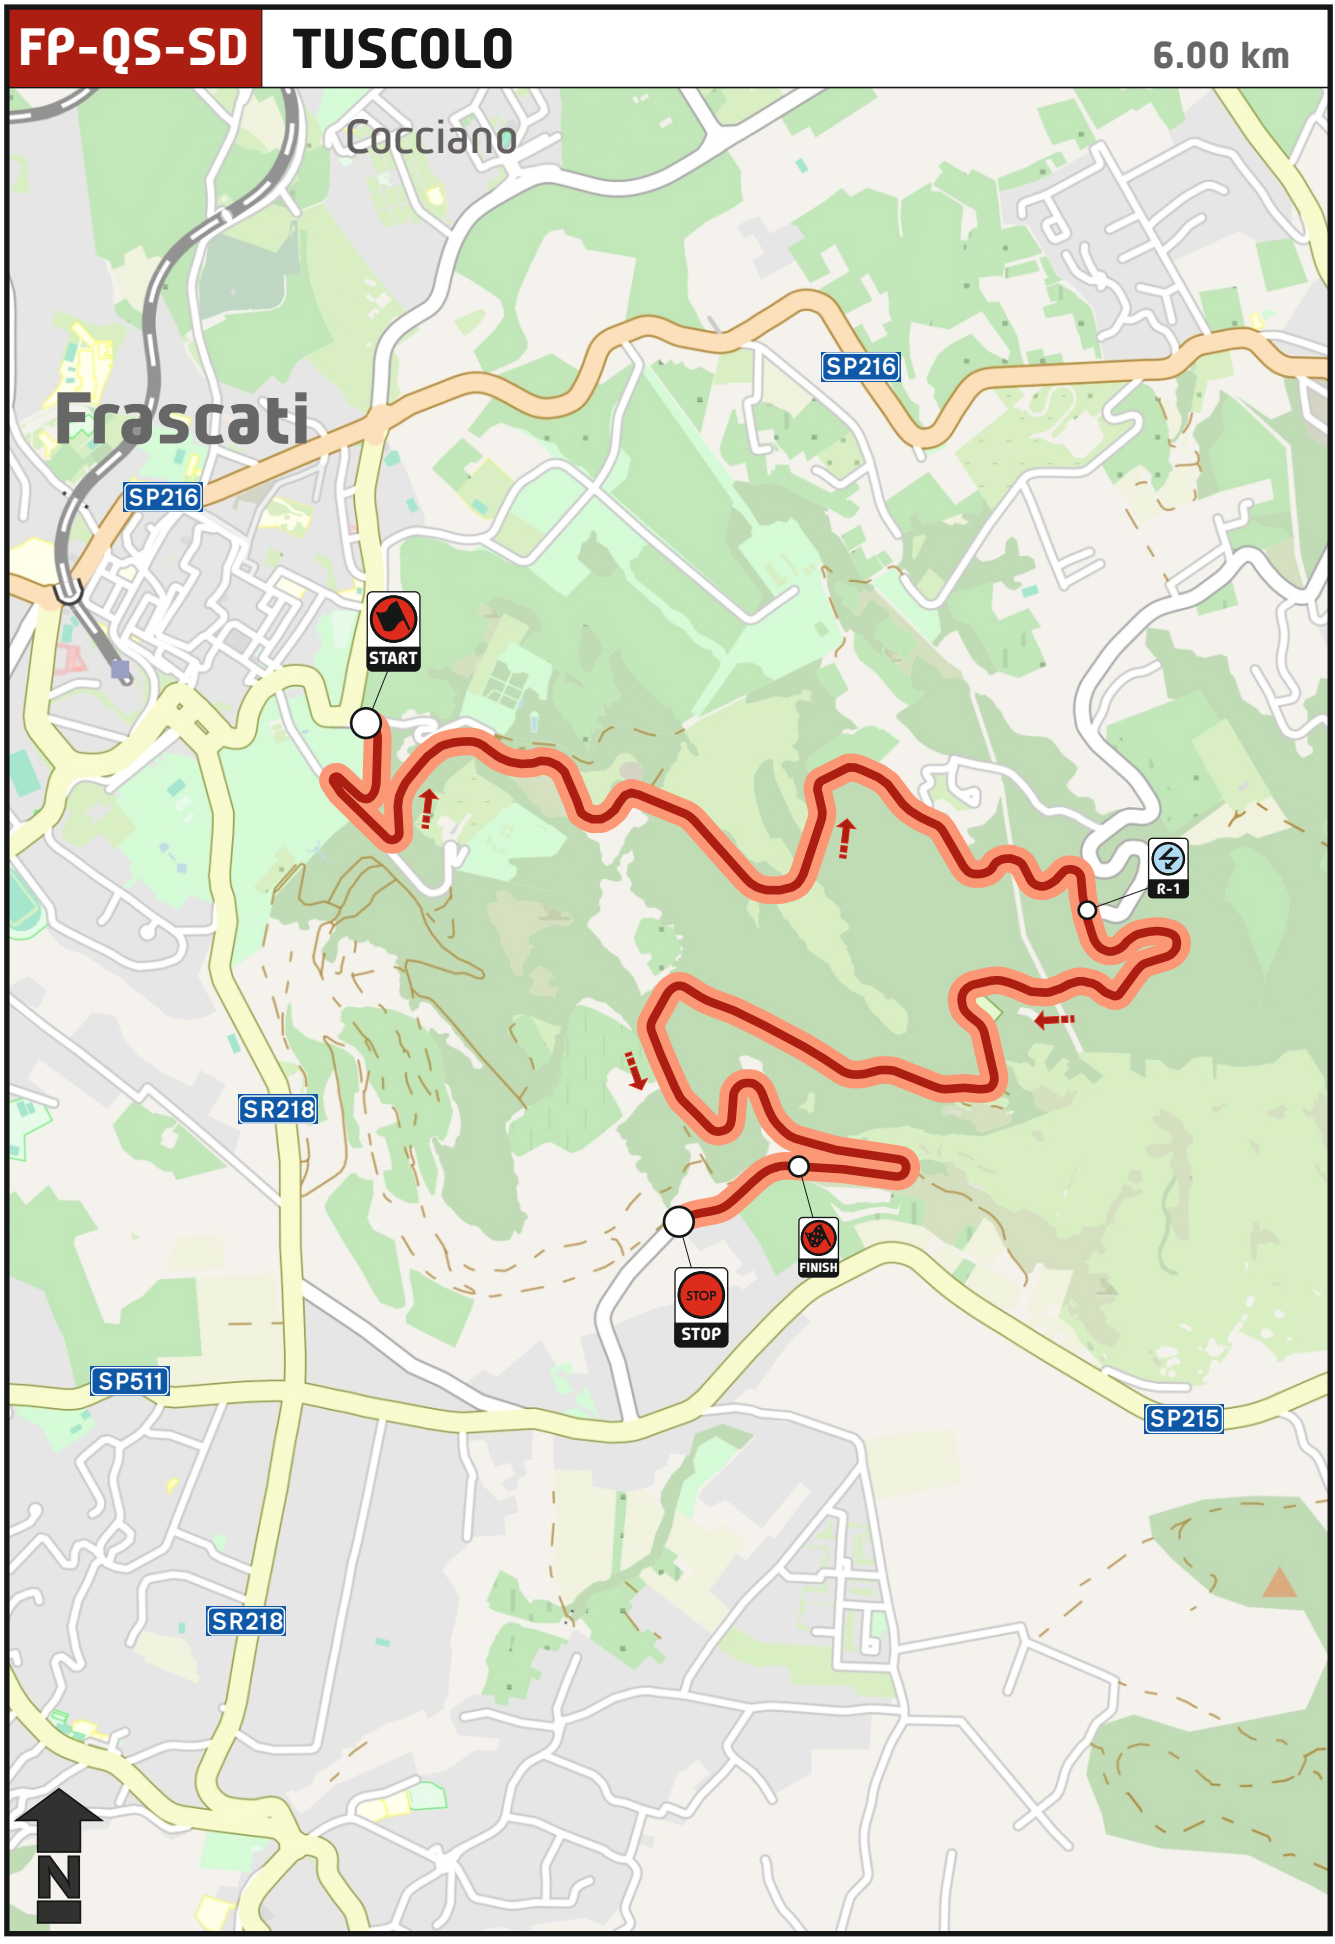 FP-QS-SD TUSCOLO 6.00 km
Cocciano
SP216
Frascati
SP216
START
R-1
SR218
FINISH
STOP
STOP
SP511
SP215
SR218
N